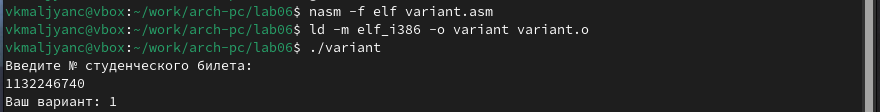 vkmaljyanc@vbox:~/work/arch-pc/lab06$ nasm -f elf variant.asm
vkmaljyanc@vbox:~/work/arch-pc/lab06$ ld -m elf_i386 -o variant variant.o
vkmaljyanc@vbox:~/work/arch-pc/lab06$ ./variant
Введите № студенческого билета:
1132246740
Ваш вариант: 1